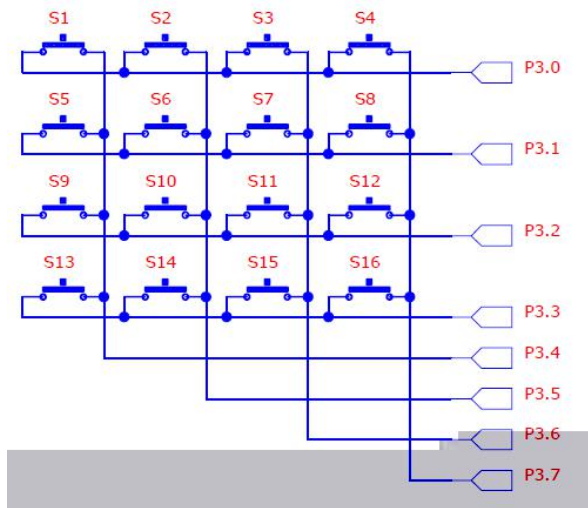 S1 S2 S3 S4
P3.0
S5 S6 S7 S8
P3.1
S9 S10 S11 S12
P3.2
S13 S14 S15 S16
P3.3
P3.4
P3.5
P3.6
P3.7